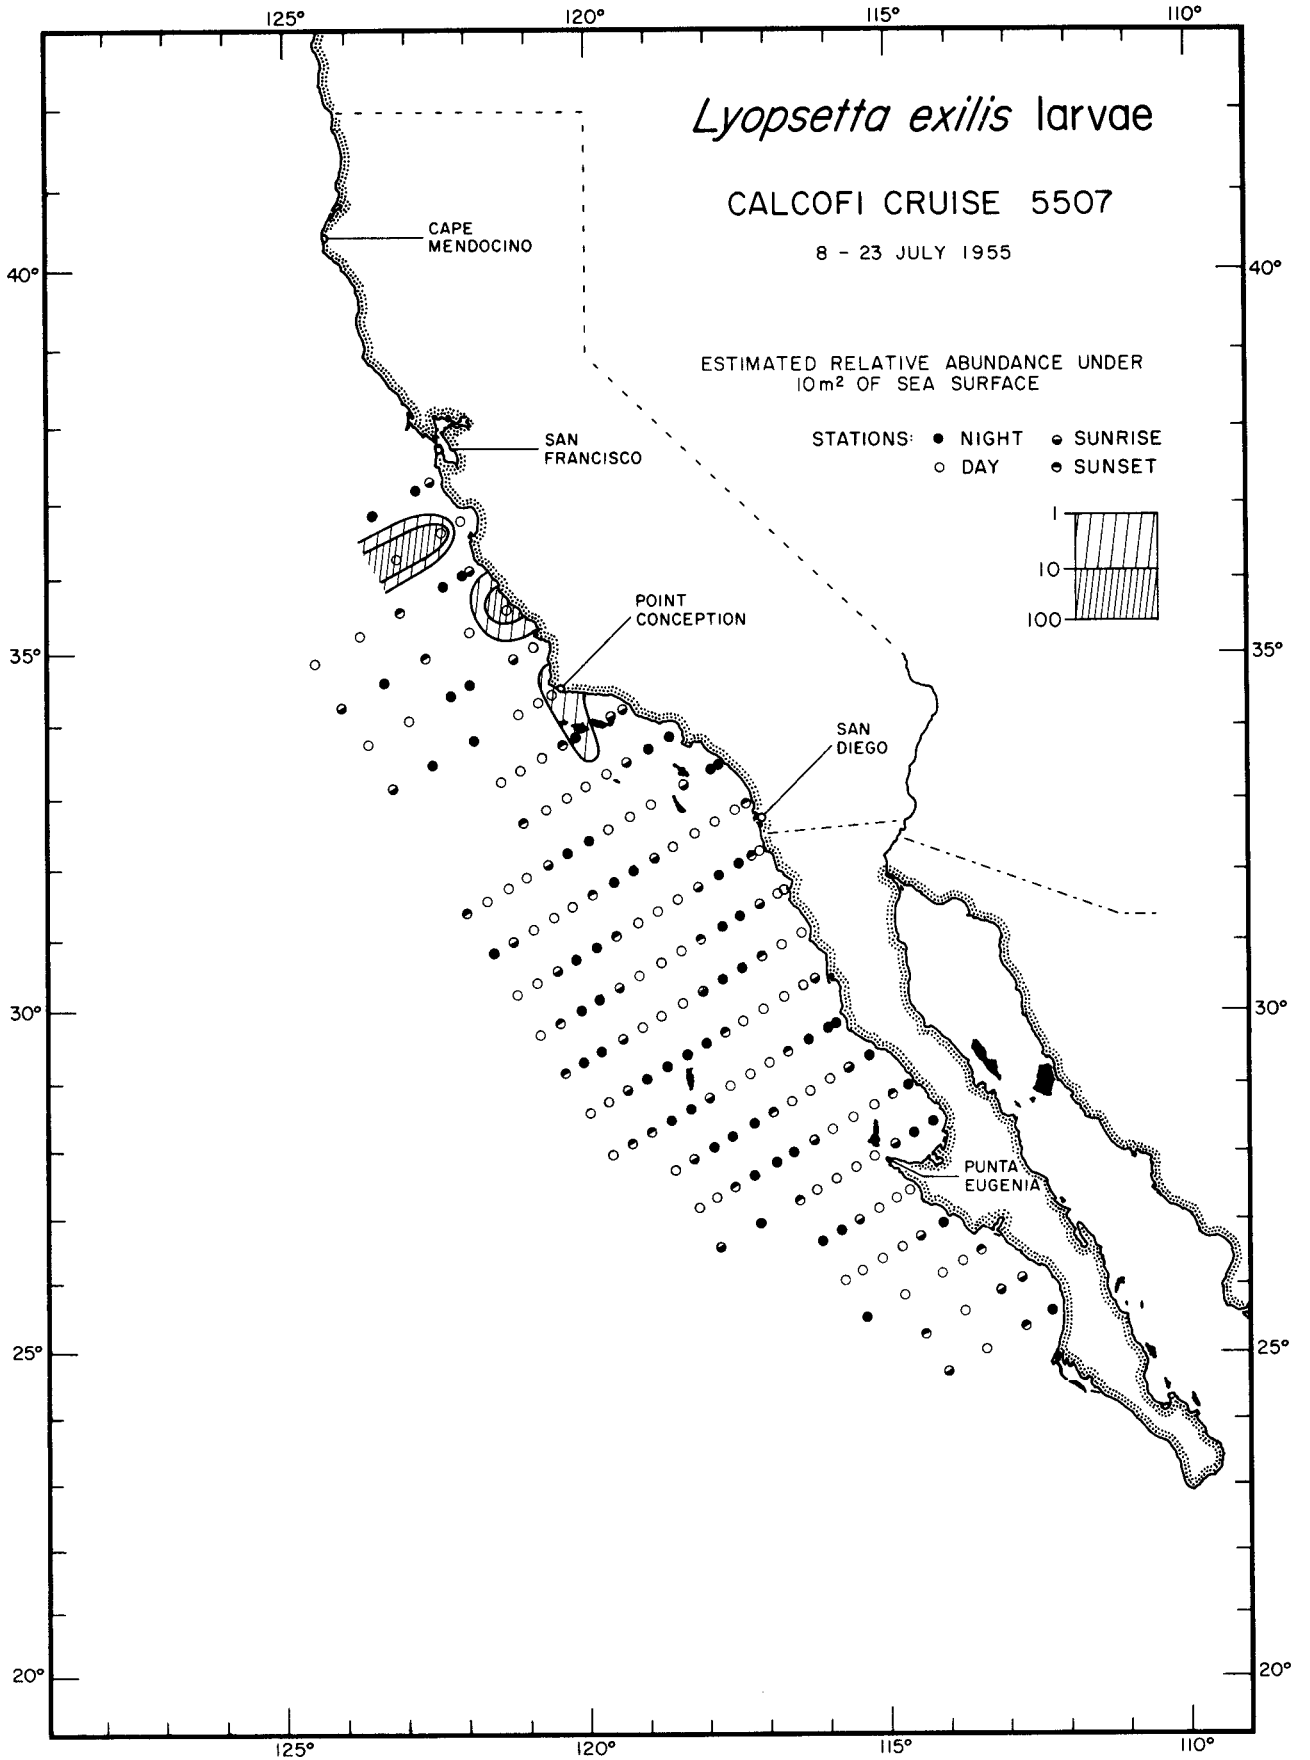 125° 120° 115° 110°
Lyopsetta exilis larvae
CALCOFI CRUISE 5507
8 – 23 JULY 1955
CAPE
MENDOCINO
40° 40°
ESTIMATED RELATIVE ABUNDANCE UNDER
10m² OF SEA SURFACE
STATIONS: ● NIGHT SUNRISE
○ DAY SUNSET
SAN
FRANCISCO
1
10
100
POINT
CONCEPTION
35° 35°
SAN
DIEGO
30° 30°
PUNTA
EUGENIA
25° 25°
20° 20°
125° 120° 115° 110°